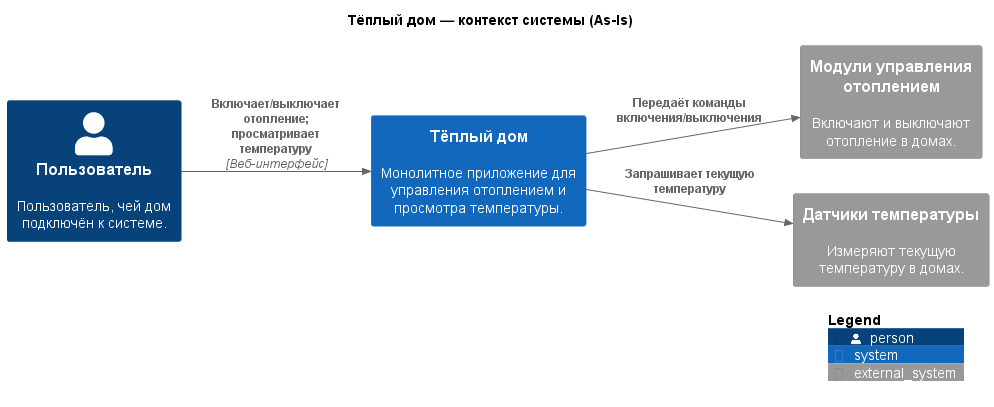 Тёплый дом — контекст системы (As-Is)
Пользователь
Пользователь, чей дом
подключён к системе.
Включает/выключает
отопление;
просматривает
температуру
[Веб-интерфейс]
Тёплый дом
Монолитное приложение для
управления отоплением и
просмотра температуры.
Передаёт команды
включения/выключения
Запрашивает текущую
температуру
Модули управления
отоплением
Включают и выключают
отопление в домах.
Датчики температуры
Измеряют текущую
температуру в домах.
Legend
person
system
external_system